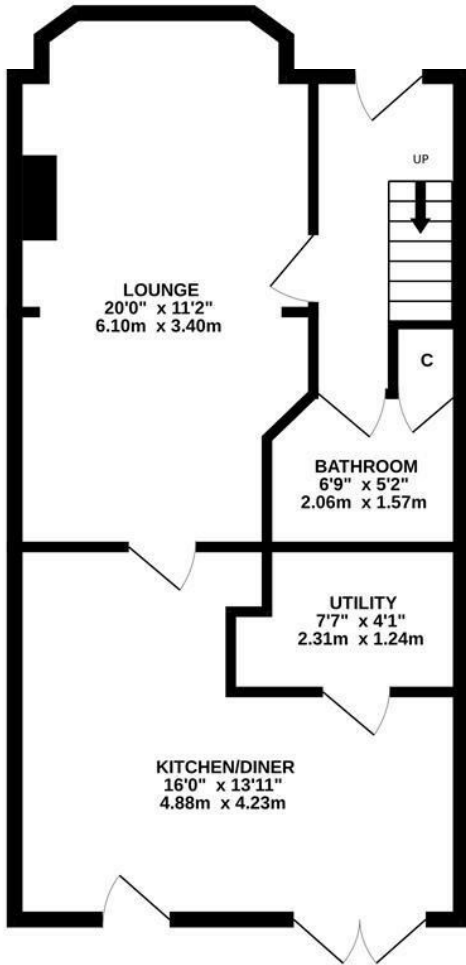 UP
LOUNGE
20'0" x 11'2"
6.10m x 3.40m
C
BATHROOM
6'9" x 5'2"
2.06m x 1.57m
UTILITY
7'7" x 4'1"
2.31m x 1.24m
KITCHEN/DINER
16'0" x 13'11"
4.88m x 4.23m